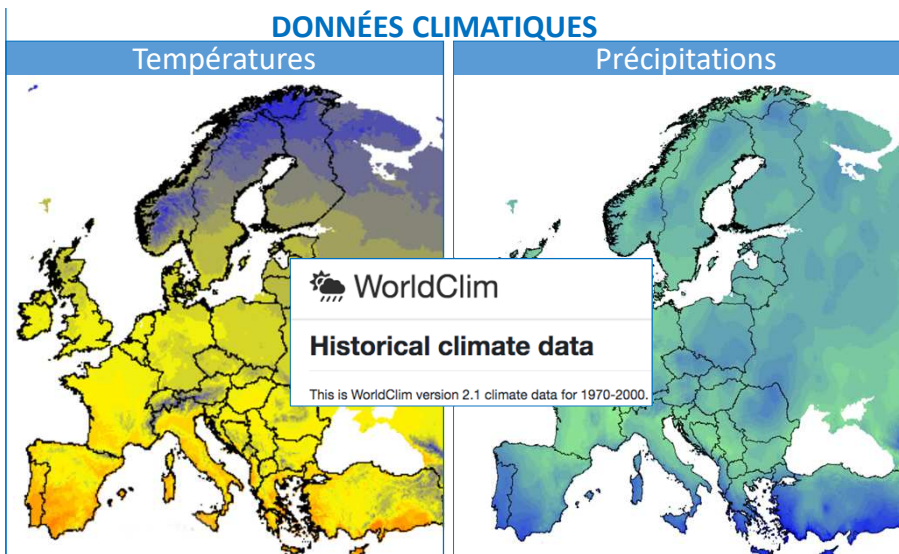 DONNÉES CLIMATIQUES
Températures
Précipitations
WorldClim
Historical climate data
This is WorldClim version 2.1 climate data for 1970-2000.